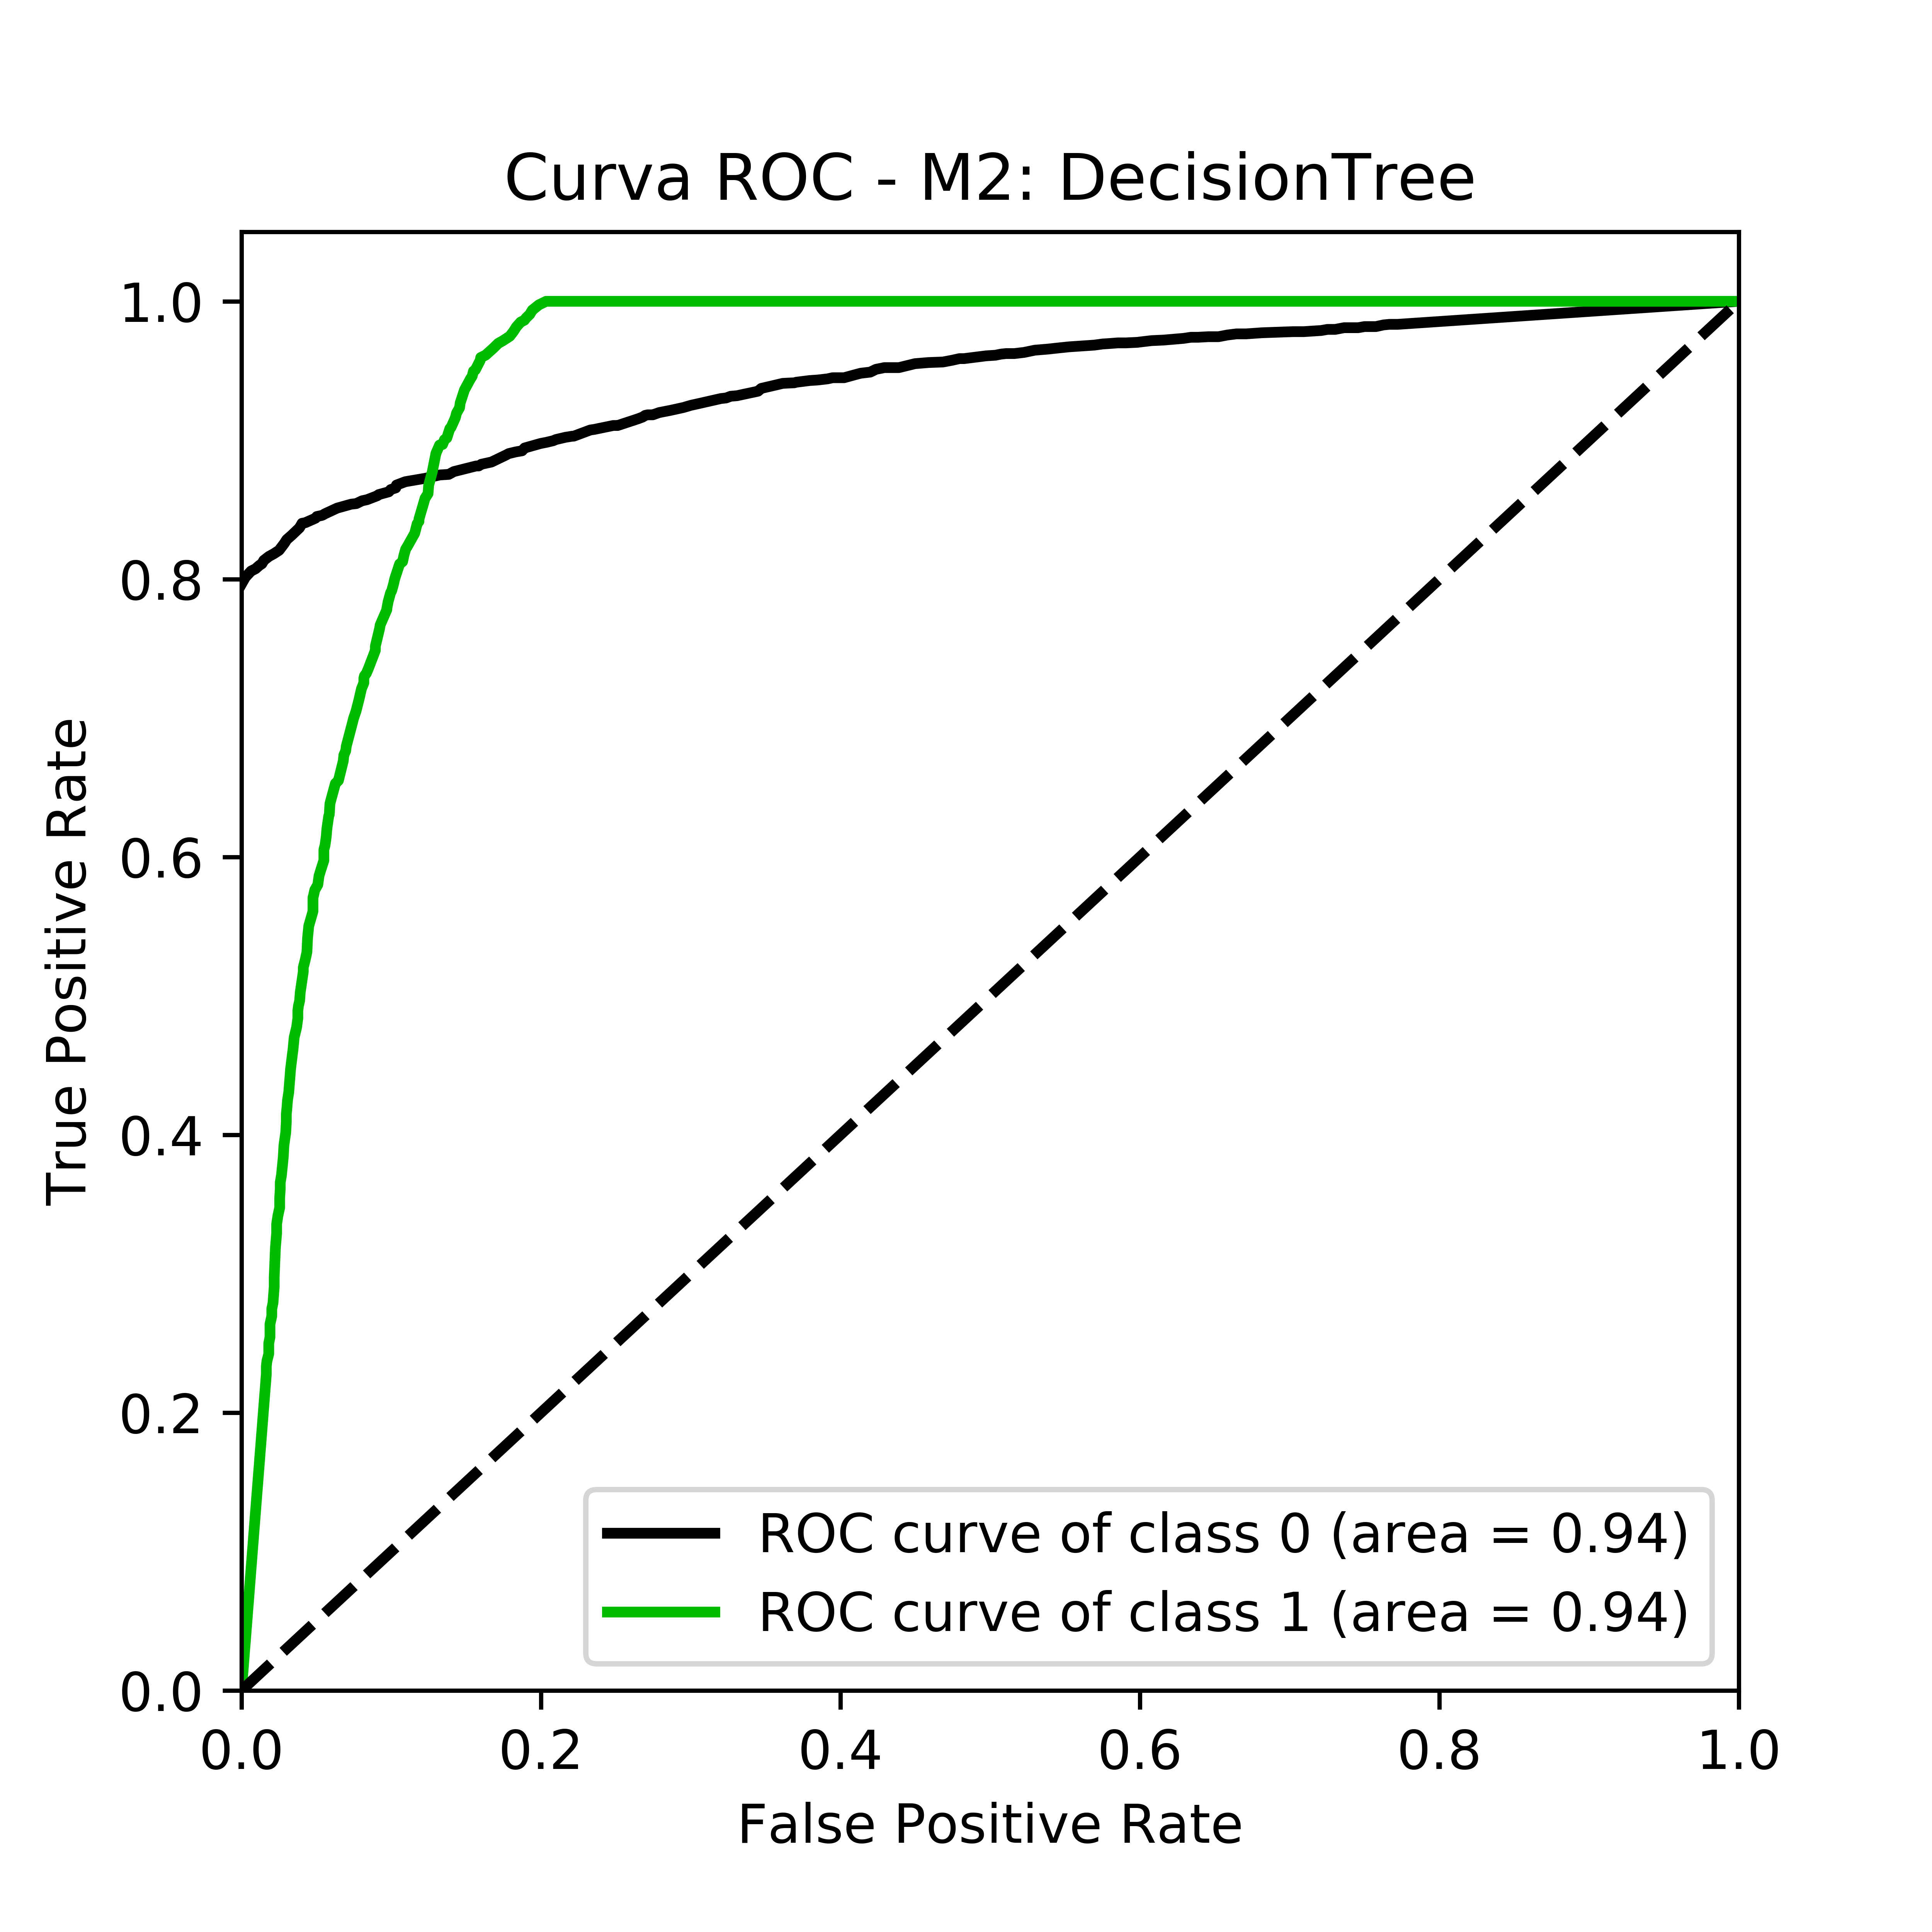 Curva ROC - M2: DecisionTree
True Positive Rate
1.0
0.8
0.6
0.4
0.2
0.0
ROC curve of class 0 (area = 0.94)
ROC curve of class 1 (area = 0.94)
0.0 0.2 0.4 0.6 0.8 1.0
False Positive Rate